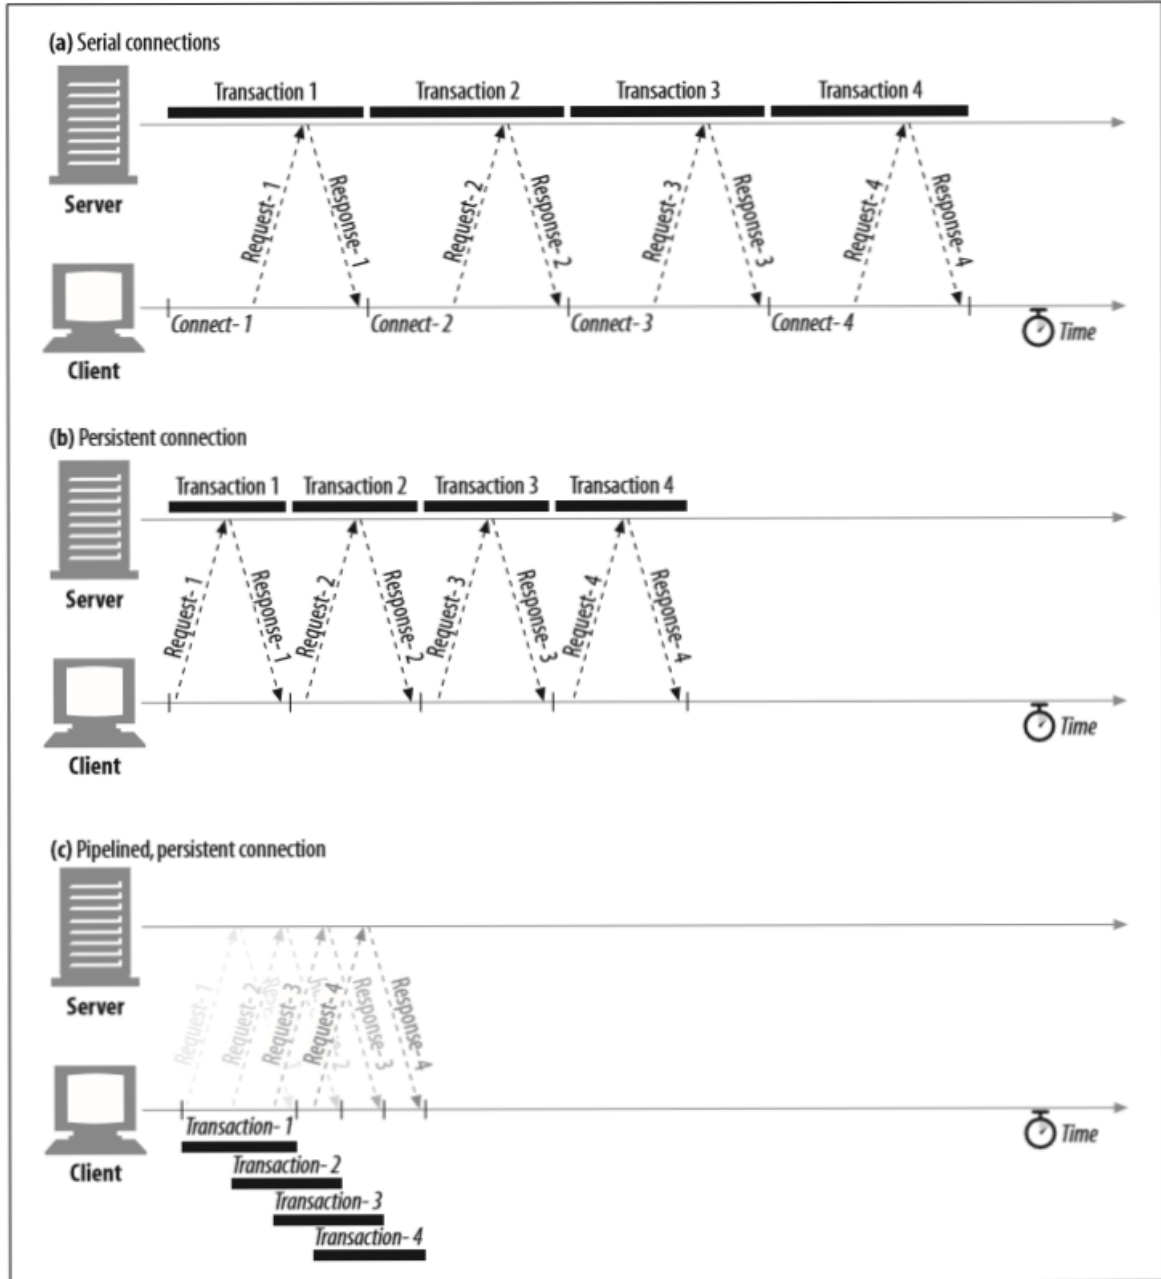 (a) Serial connections
Transaction 1 Transaction 2 Transaction 3 Transaction 4
Request- 1 Response- 1 Request- 2 Response- 2 Request- 3 Response- 3 Request- 4 Response- 4
Server
Connect- 1 Connect- 2 Connect- 3 Connect- 4
Time
Client
(b) Persistent connection
Transaction 1 Transaction 2 Transaction 3 Transaction 4
Request- 1 Response- 1 Request- 2 Response- 2 Request- 3 Response- 3 Request- 4 Response- 4
Server
Time
Client
(c) Pipelined, persistent connection
Request- 1 Request- 2 Request- 3 Request- 4 Response- 3 Response- 4
Server
Transaction- 1
Time
Client
Transaction- 2
Transaction- 3
Transaction- 4